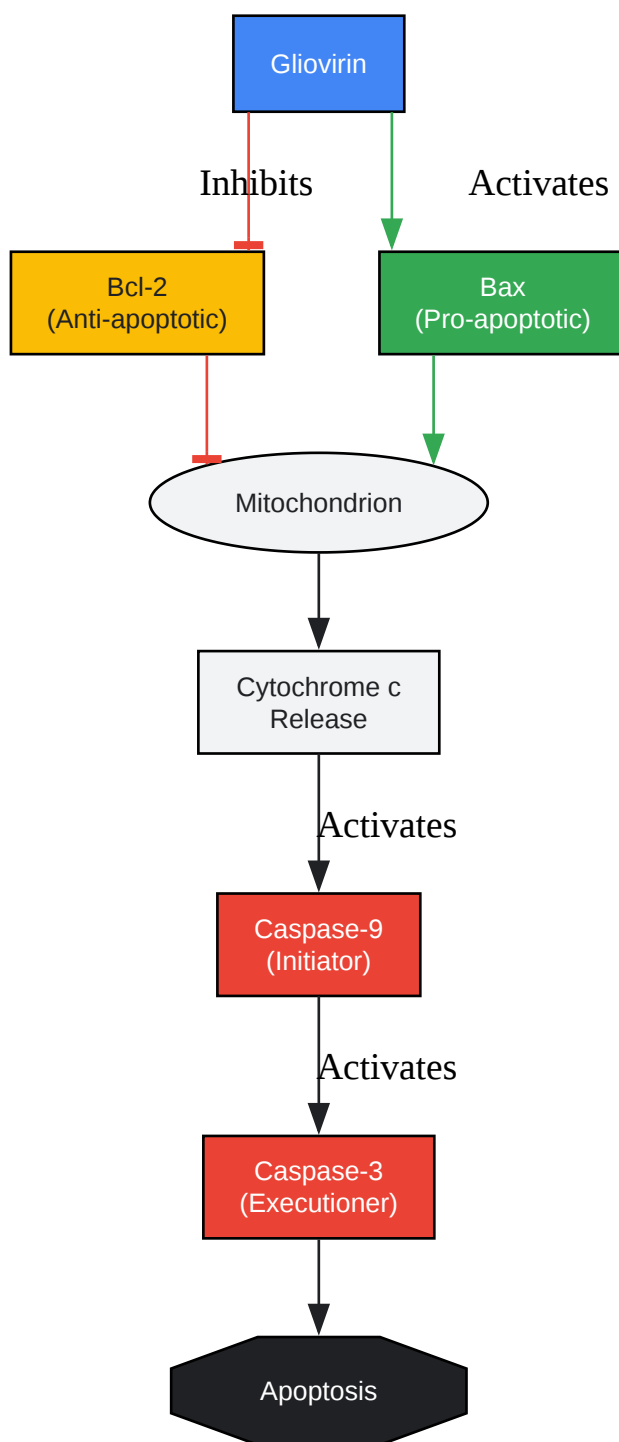 Gliovirin
Inhibits
Activates
Bcl-2
(Anti-apoptotic)
Bax
(Pro-apoptotic)
Mitochondrion
Cytochrome c
Release
Activates
Caspase-9
(Initiator)
Activates
Caspase-3
(Executioner)
Apoptosis